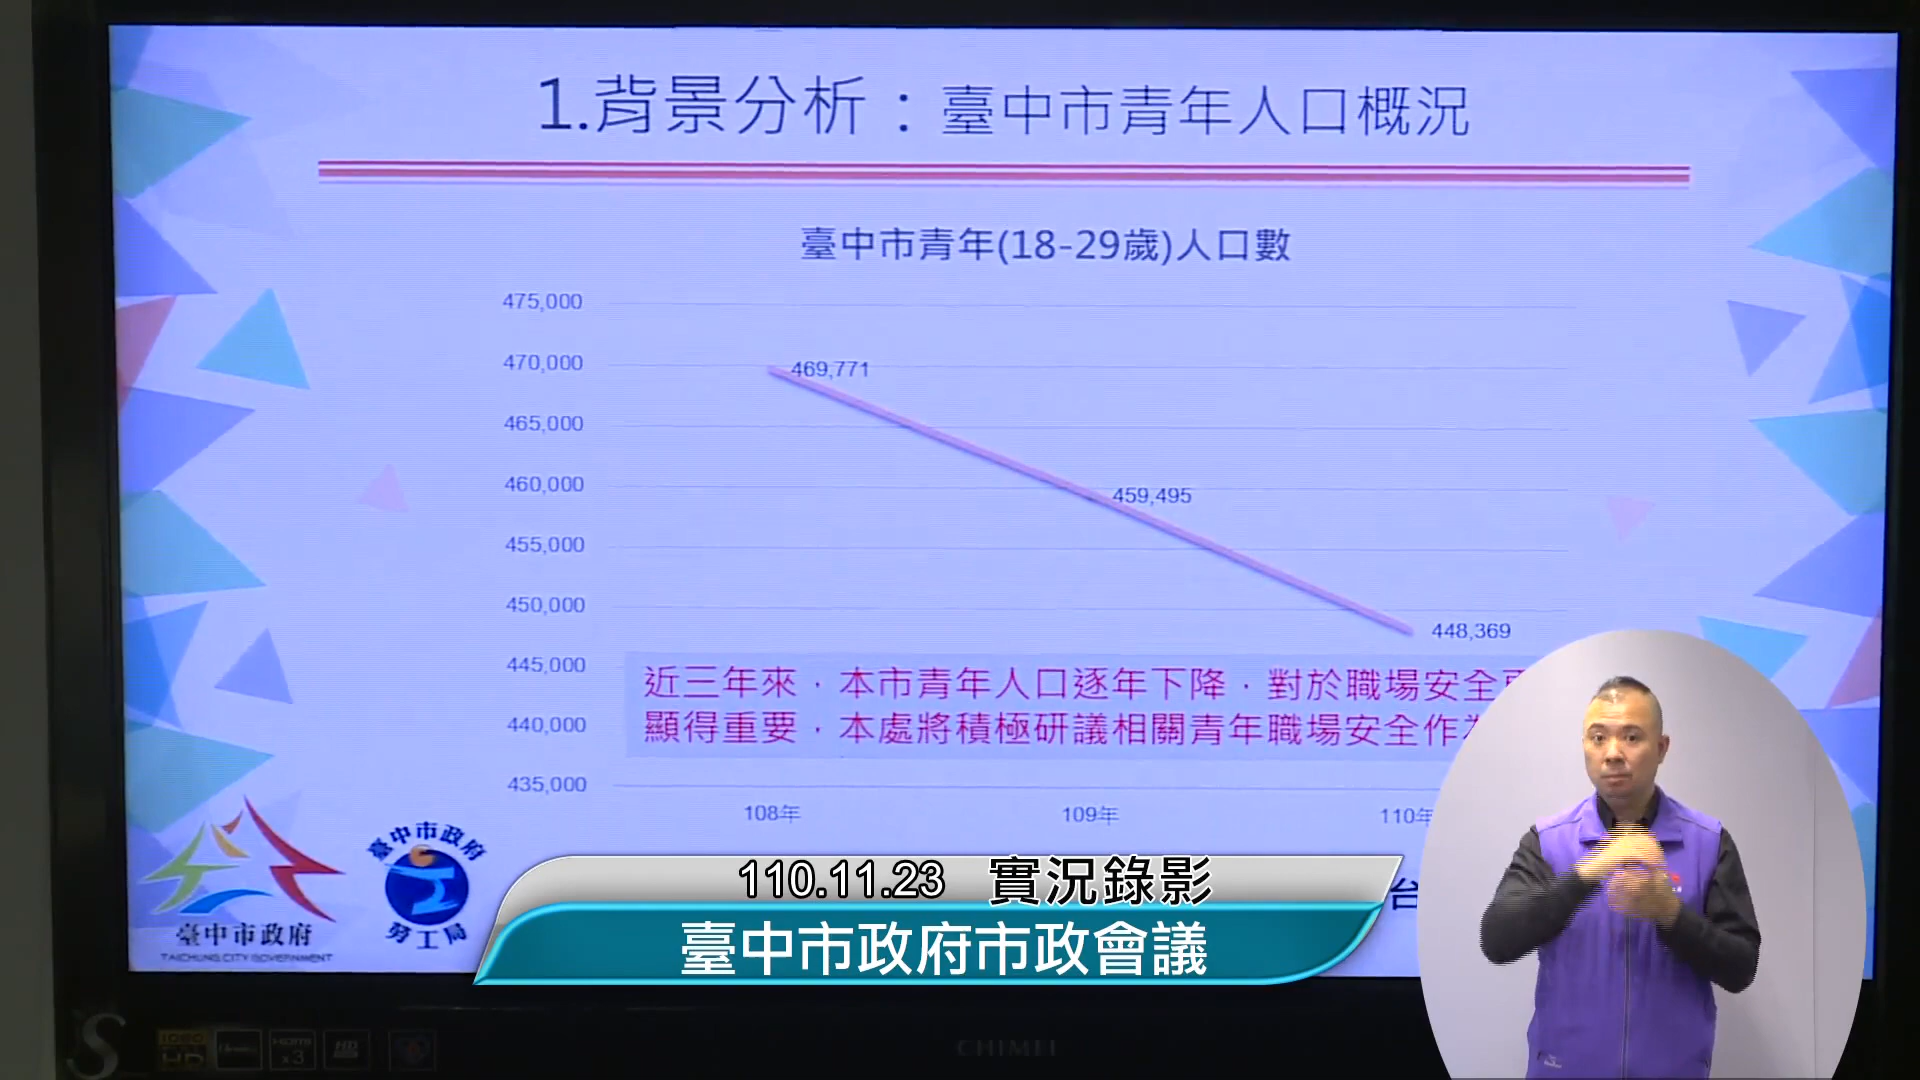 1.背景分析：臺中市青年人口概況
臺中市青年(18-29歲)人口數
475,000
470,000
465,000
460,000
455,000
450,000
445,000
440,000
435,000
469,771
459,495
448,369
近三年來，本市青年人口逐年下降，對於職場安全
顯得重要，本處將積極研議相關青年職場安全作
108年
109年
110年
臺中市政府
TAICHUNG CITY GOVERNMENT
臺中市政府
勞工局
台
110.11.23 實況錄影
臺中市政府市政會議
HD
x3
HD
CHIMEI